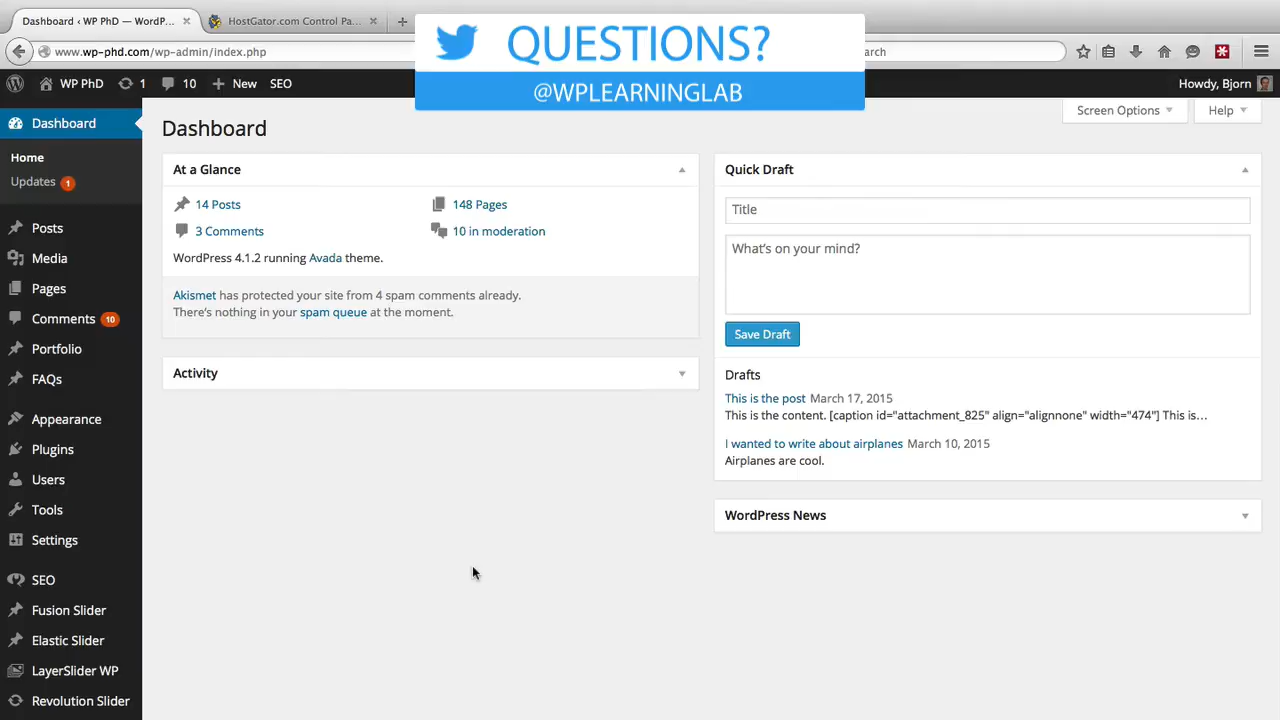 Dashboard ‹ WP PhD — WordP...
HostGator.com Control Pa...
www.wp-phd.com/wp-admin/index.php
arch
QUESTIONS?
@WPLEARNINGLAB
WP PhD
1
10
New
SEO
Howdy, Bjorn
Dashboard
Home
Updates 1
Posts
Media
Pages
Comments 10
Portfolio
FAQs
Appearance
Plugins
Users
Tools
Settings
SEO
Fusion Slider
Elastic Slider
LayerSlider WP
Revolution Slider
Screen Options
Help
Dashboard
At a Glance
14 Posts
148 Pages
3 Comments
10 in moderation
WordPress 4.1.2 running Avada theme.
Akismet has protected your site from 4 spam comments already.
There's nothing in your spam queue at the moment.
Activity
Quick Draft
Title
What's on your mind?
Save Draft
Drafts
This is the post March 17, 2015
This is the content. [caption id="attachment_825" align="alignnone" width="474"] This is…
I wanted to write about airplanes March 10, 2015
Airplanes are cool.
WordPress News